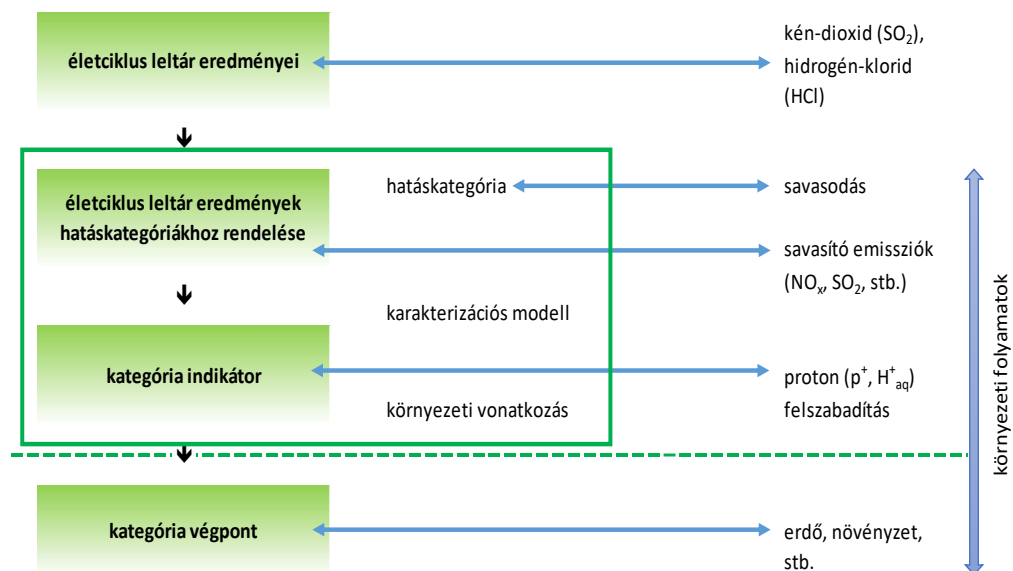 életciklus leltár eredményei
kén-dioxid (SO₂),
hidrogén-klorid
(HCl)
életciklus leltár eredmények
hatáskategóriákhoz rendelése
hatáskategória
savasodás
savasító emissziók
(NOₓ, SO₂, stb.)
karakterizációs modell
kategória indikátor
proton (p⁺, H⁺aq)
felszabadítás
környezeti vonatkozás
kategória végpont
erdő, növényzet,
stb.
környezeti folyamatok